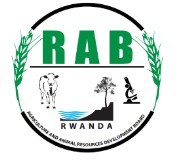 RAB
RWANDA
AGRICULTURE AND ANIMAL RESOURCES DEVELOPMENT BOARD